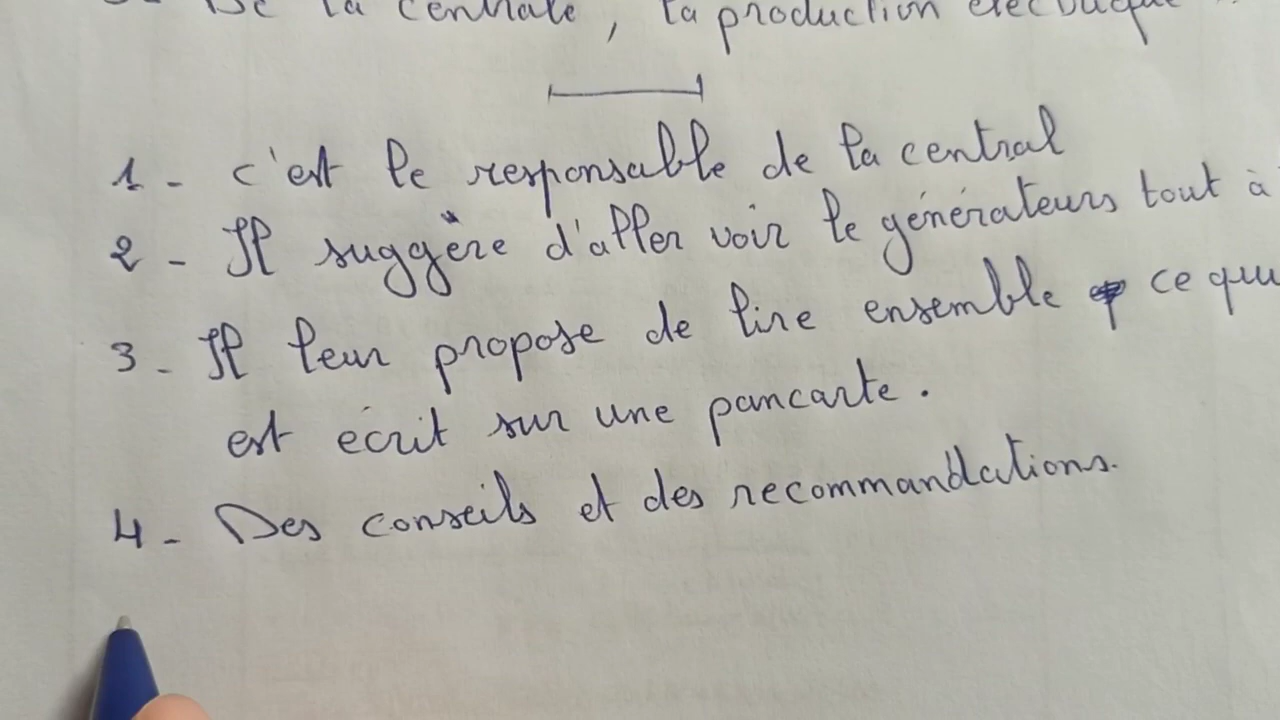 De la centrale, la production électrique
1 - c'est le responsable de la central
2 - Il suggère d'aller voir le générateurs tout à
3 - Il leur propose de lire ensemble ce qui
est écrit sur une pancarte.
4 - Des conseils et des recommandations.